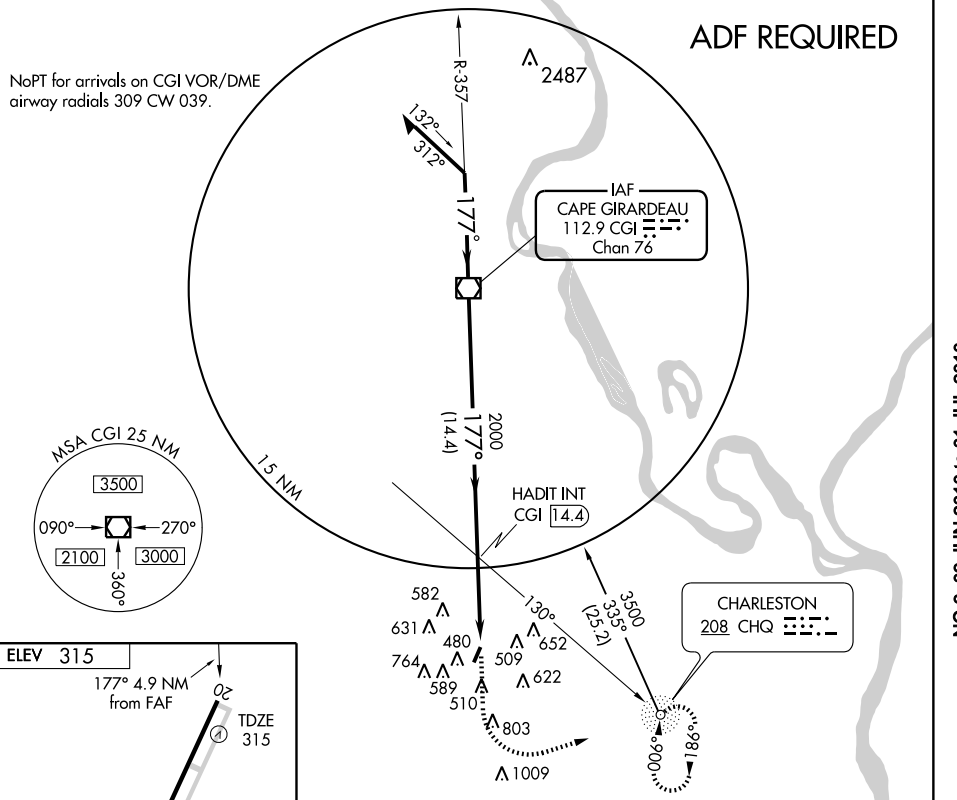 ADF REQUIRED
NoPT for arrivals on CGI VOR/DME
airway radials 309 CW 039.
R-357
2487
132°
312°
177°
IAF
CAPE GIRARDEAU
112.9 CGI
Chan 76
2000
177°
(14.4)
15 NM
MSA CGI 25 NM
3500
090°
270°
2100
3000
360°
HADIT INT
CGI 14.4
130°
3500
335°
(25.2)
CHARLESTON
208 CHQ
582
631
480
764
589
510
509
652
622
803
1009
006°
186°
ELEV 315
177° 4.9 NM
from FAF
20
TDZE
315
A